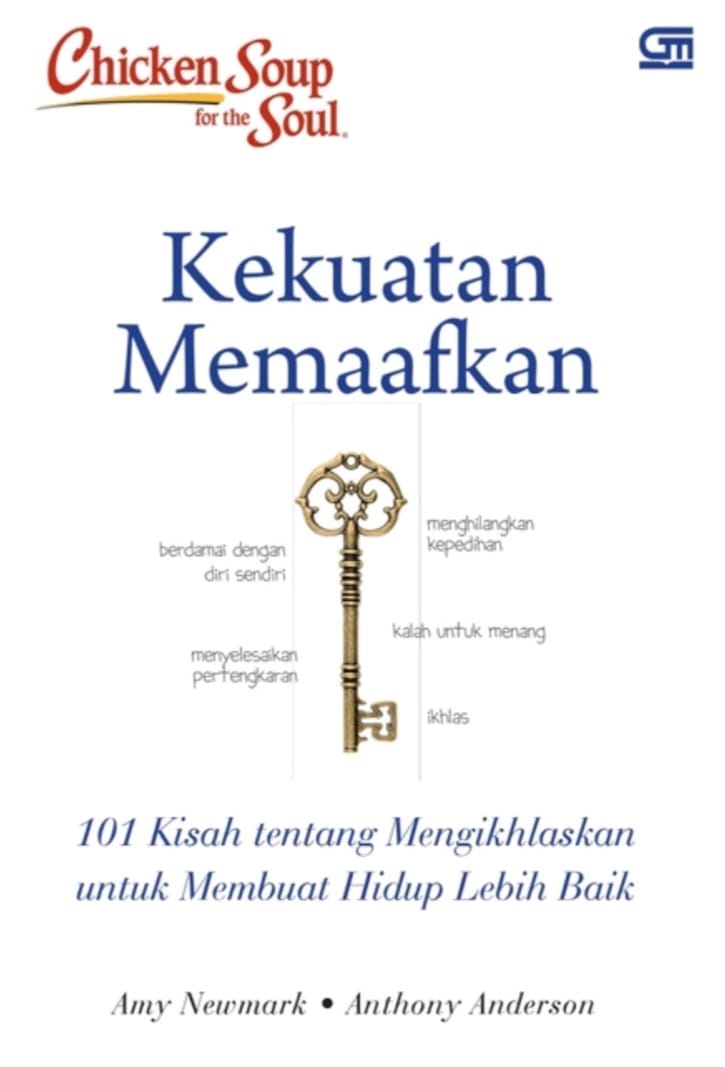 Chicken Soup
for the Soul®
GM
Kekuatan
Memaafkan
menghilangkan
kepedihan
berdamai dengan
diri sendiri
kalah untuk menang
menyelesaikan
pertengkaran
ikhlas
101 Kisah tentang Mengikhlaskan
untuk Membuat Hidup Lebih Baik
Amy Newmark • Anthony Anderson